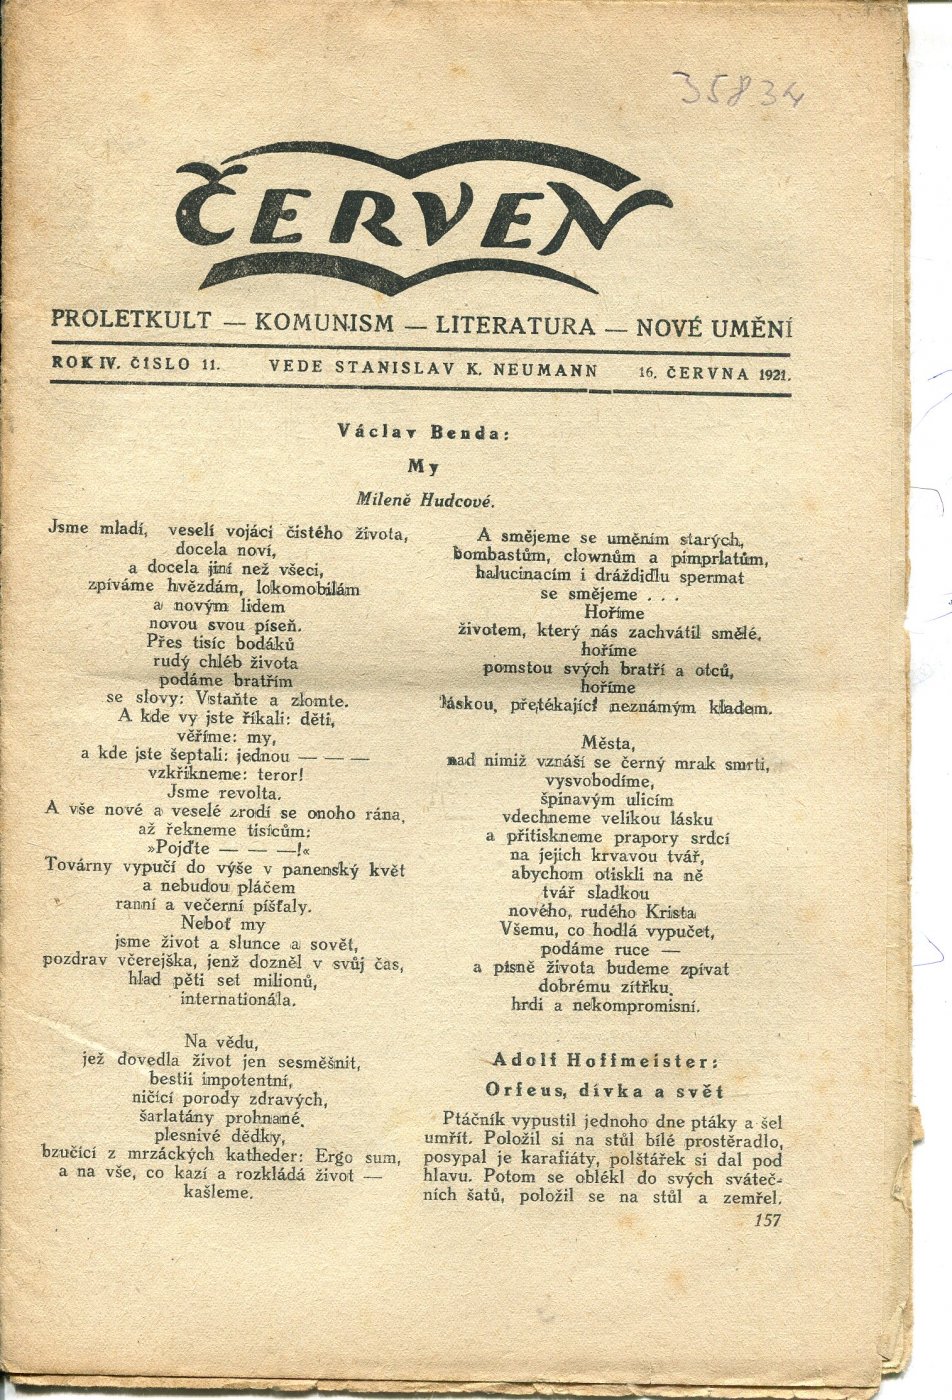 35834
ČERVEN
PROLETKULT — KOMUNISM — LITERATURA — NOVÉ UMĚNÍ
ROK IV. ČÍSLO 11. VEDE STANISLAV K. NEUMANN 16. ČERVNA 1921.
Václav Benda:
My
Mileně Hudcové.
Jsme mladí, veselí vojáci čistého života,
docela noví,
a docela jiní než všeci,
zpíváme hvězdám, lokomobilám
a novým lidem
novou svou píseň.
Přes tisíc bodáků
rudý chléb života
podáme bratřím
se slovy: Vstaňte a zlomte.
A kde vy jste říkali: děti,
věříme: my,
a kde jste šeptali: jednou — — —
vzkřikneme: teror!
Jsme revolta.
A vše nové a veselé zrodí se onoho rána,
až řekneme tisícům:
»Pojďte — — —!«
Továrny vypučí do výše v panenský květ
a nebudou pláčem
ranní a večerní píšťaly.
Neboť my
jsme život a slunce a sovět,
pozdrav včerejška, jenž dozněl v svůj čas,
hlad pěti set milionů,
internationála.
Na vědu,
jež dovedla život jen sesměšnit,
bestii impotentní,
ničící porody zdravých,
šarlatány prohnané,
plesnivé dědky,
bzučící z mrzáckých katheder: Ergo sum,
a na vše, co kazí a rozkládá život —
kašleme.
A smějeme se uměním starých,
bombastům, clownům a pimprlatům,
halucinacím i dráždidlu spermat
se smějeme . . .
Hoříme
životem, který nás zachvátil smělé,
hoříme
pomstou svých bratří a otců,
hoříme
láskou, přetékající neznámým kladem.
Města,
nad nimiž vznáší se černý mrak smrti,
vysvobodíme,
špinavým ulicím
vdechneme velikou lásku
a přitiskneme prapory srdcí
na jejich krvavou tvář,
abychom otiskli na ně
tvář sladkou
nového, rudého Krista
Všemu, co hodlá vypučet,
podáme ruce —
a písně života budeme zpívat
dobrému zítřku,
hrdi a nekompromisní.
Adolf Hoffmeister:
Orfeus, dívka a svět
Ptáčník vypustil jednoho dne ptáky a šel
umřít. Položil si na stůl bílé prostěradlo,
posypal je karafiáty, polštářek si dal pod
hlavu. Potom se oblékl do svých sváteč-
ních šatů, položil se na stůl a zemřel.
157